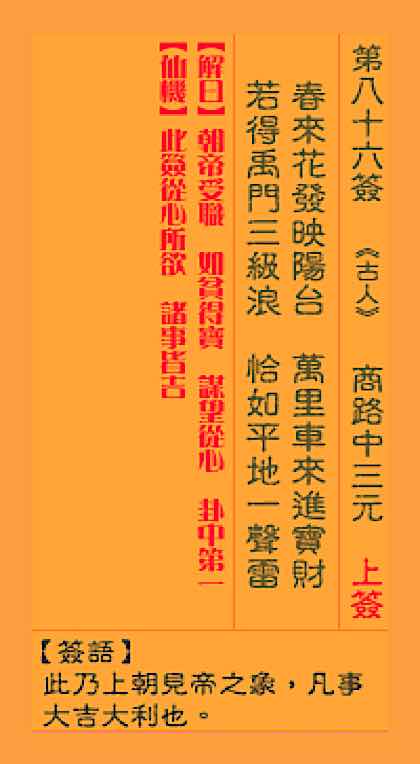 第八十六簽 《古人》 商路中三元 上簽
春來花發映陽台 萬里車來進寶財
若得禹門三級浪 恰如平地一聲雷
【解曰】 朝帝受職 如貧得寶 謀望從心 卦中第一
【仙機】 此簽從心所欲 諸事皆吉
【簽語】
此乃上朝見帝之象，凡事
大吉大利也。